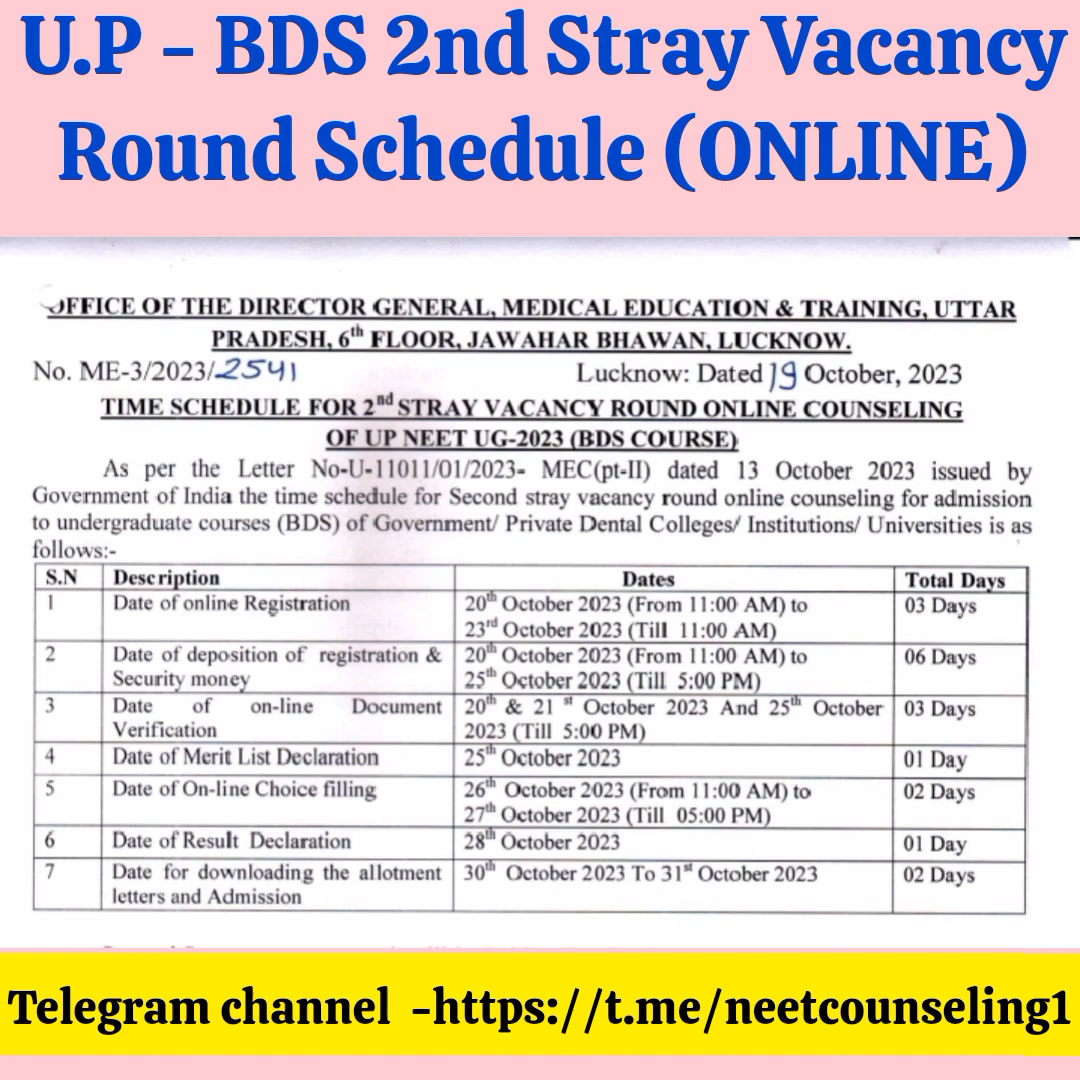 U.P - BDS 2nd Stray Vacancy
Round Schedule (ONLINE)
OFFICE OF THE DIRECTOR GENERAL, MEDICAL EDUCATION & TRAINING, UTTAR
PRADESH, 6th FLOOR, JAWAHAR BHAWAN, LUCKNOW.
No. ME-3/2023/2541 Lucknow: Dated 19 October, 2023
TIME SCHEDULE FOR 2nd STRAY VACANCY ROUND ONLINE COUNSELING
OF UP NEET UG-2023 (BDS COURSE)
As per the Letter No-U-11011/01/2023- MEC(pt-II) dated 13 October 2023 issued by
Government of India the time schedule for Second stray vacancy round online counseling for admission
to undergraduate courses (BDS) of Government/ Private Dental Colleges/ Institutions/ Universities is as
follows:-
S.N Description Dates Total Days
1 Date of online Registration 20th October 2023 (From 11:00 AM) to 03 Days
23rd October 2023 (Till 11:00 AM)
2 Date of deposition of registration & 20th October 2023 (From 11:00 AM) to 06 Days
Security money 25th October 2023 (Till 5:00 PM)
3 Date of on-line Document 20th & 21 st October 2023 And 25th October 03 Days
Verification 2023 (Till 5:00 PM)
4 Date of Merit List Declaration 25th October 2023 01 Day
5 Date of On-line Choice filling 26th October 2023 (From 11:00 AM) to 02 Days
27th October 2023 (Till 05:00 PM)
6 Date of Result Declaration 28th October 2023 01 Day
7 Date for downloading the allotment 30th October 2023 To 31st October 2023 02 Days
letters and Admission
Telegram channel -https://t.me/neetcounseling1